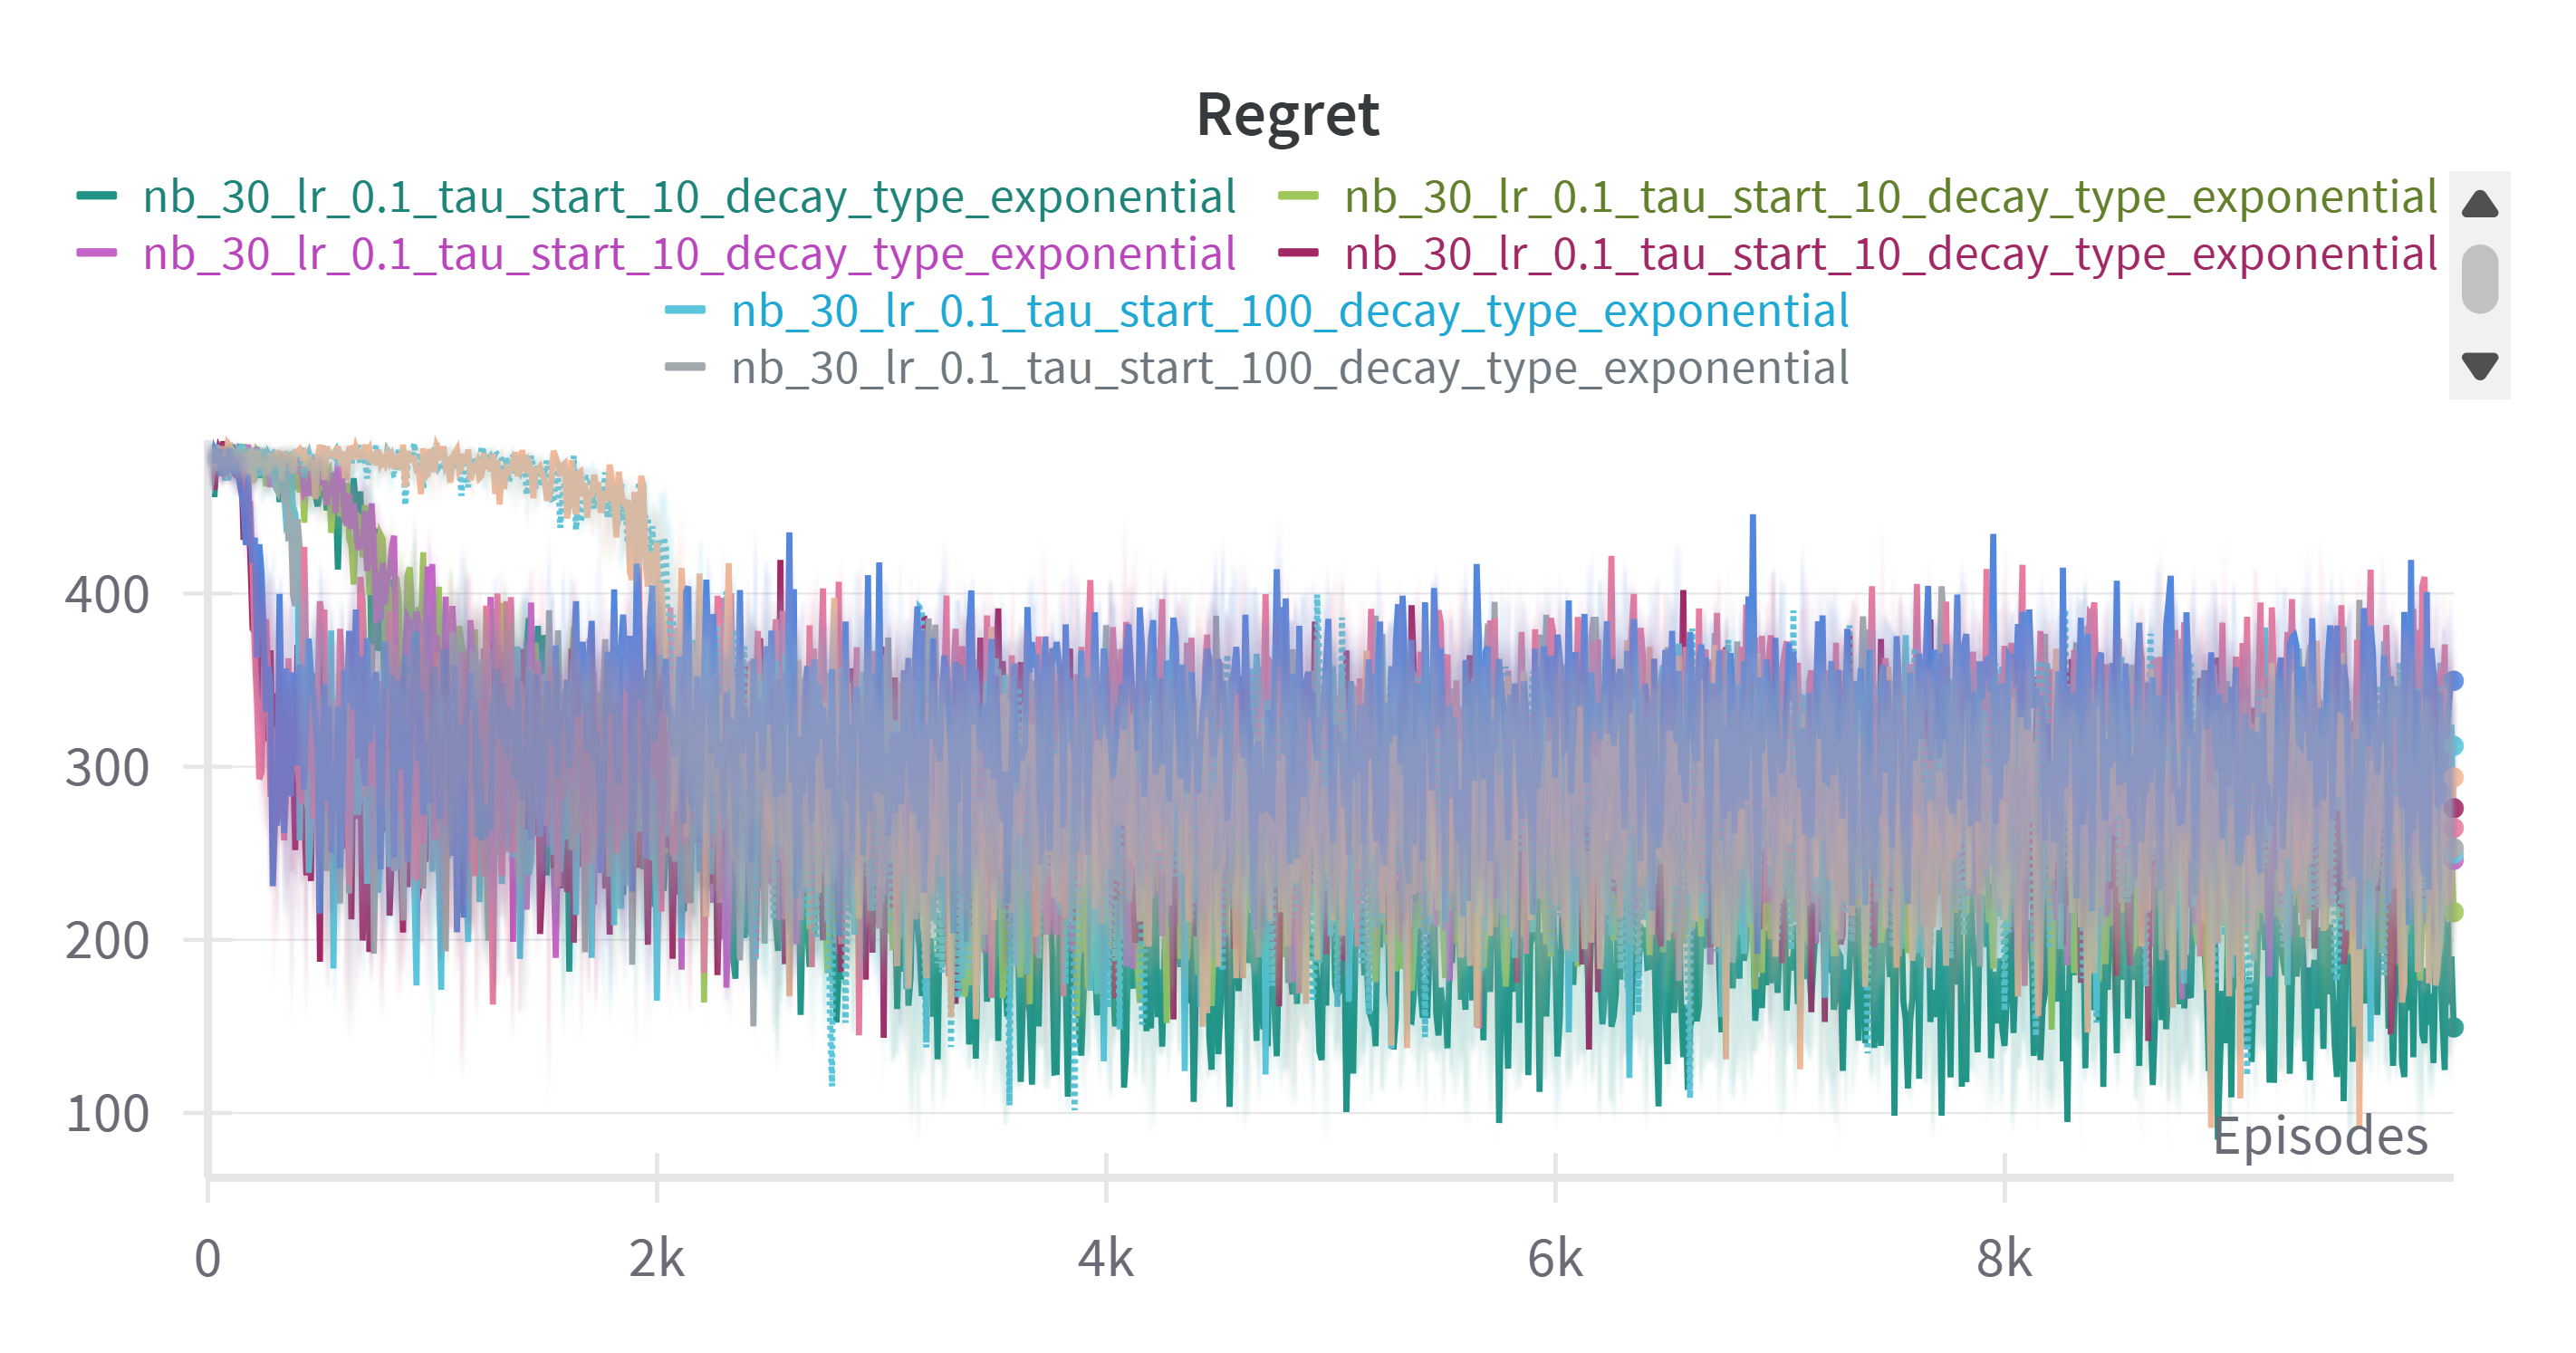 Regret
nb_30_lr_0.1_tau_start_10_decay_type_exponential nb_30_lr_0.1_tau_start_10_decay_type_exponential
nb_30_lr_0.1_tau_start_10_decay_type_exponential nb_30_lr_0.1_tau_start_10_decay_type_exponential
nb_30_lr_0.1_tau_start_100_decay_type_exponential
nb_30_lr_0.1_tau_start_100_decay_type_exponential
400
300
200
100
Episodes
0 2k 4k 6k 8k